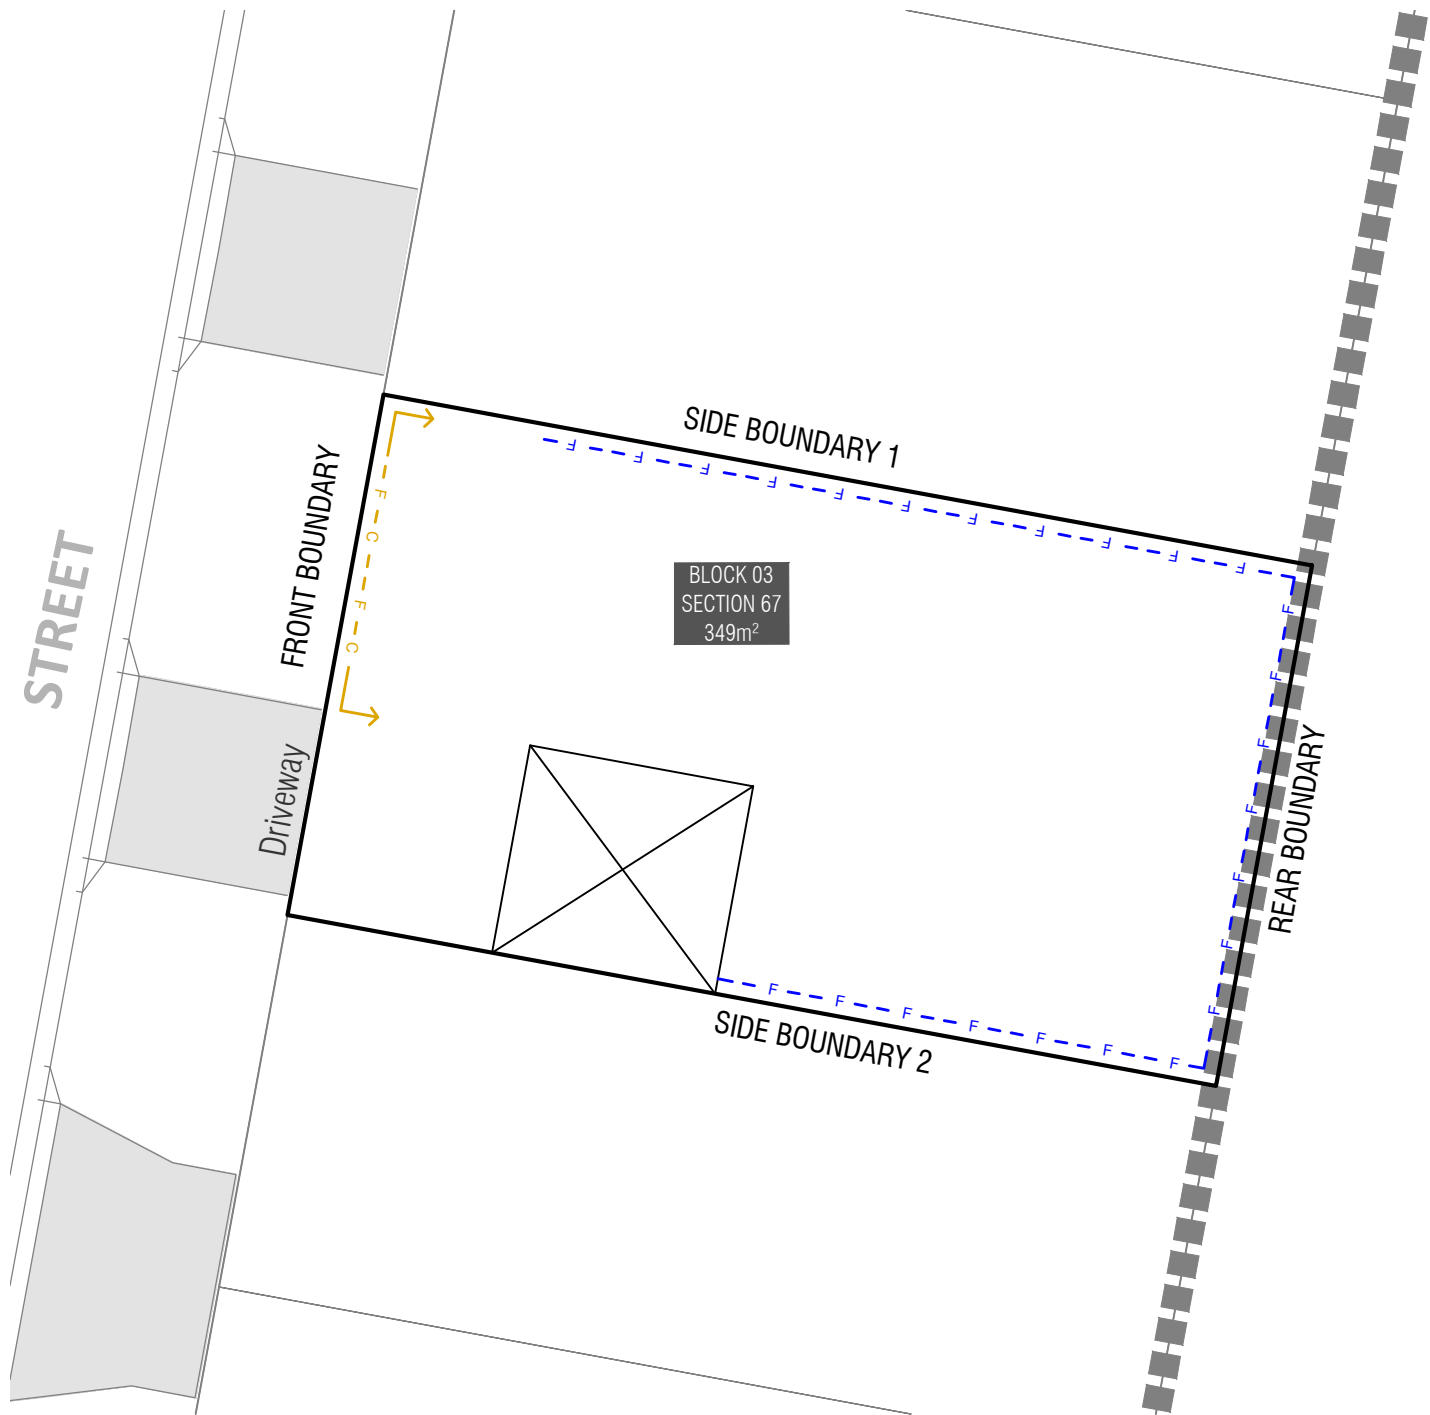 SIDE BOUNDARY 1
F F F F F F F F F F F
FRONT BOUNDARY
F C F C
BLOCK 03
SECTION 67
349m²
STREET
Driveway
F F F F F F F
REAR BOUNDARY
F F F F F F F
SIDE BOUNDARY 2